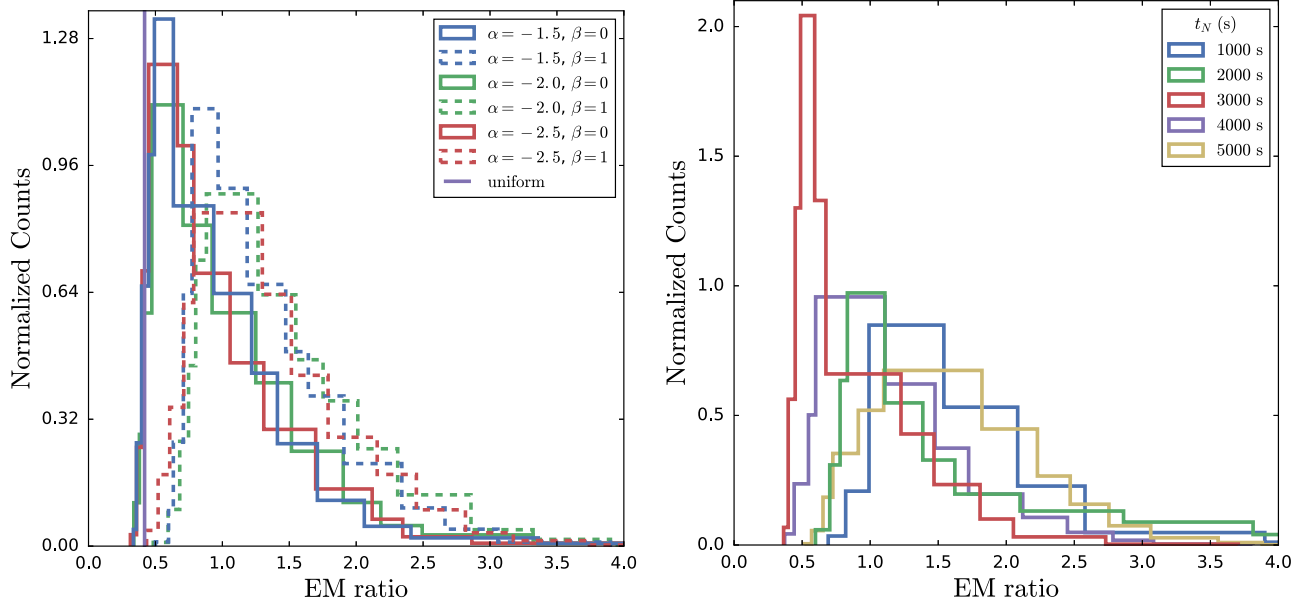 Normalized Counts
1.28
0.96
0.64
0.32
0.00
0.0 0.5 1.0 1.5 2.0 2.5 3.0 3.5 4.0
EM ratio
α = −1.5, β = 0
α = −1.5, β = 1
α = −2.0, β = 0
α = −2.0, β = 1
α = −2.5, β = 0
α = −2.5, β = 1
uniform
Normalized Counts
2.0
1.5
1.0
0.5
0.0
0.0 0.5 1.0 1.5 2.0 2.5 3.0 3.5 4.0
EM ratio
t_N (s)
1000 s
2000 s
3000 s
4000 s
5000 s